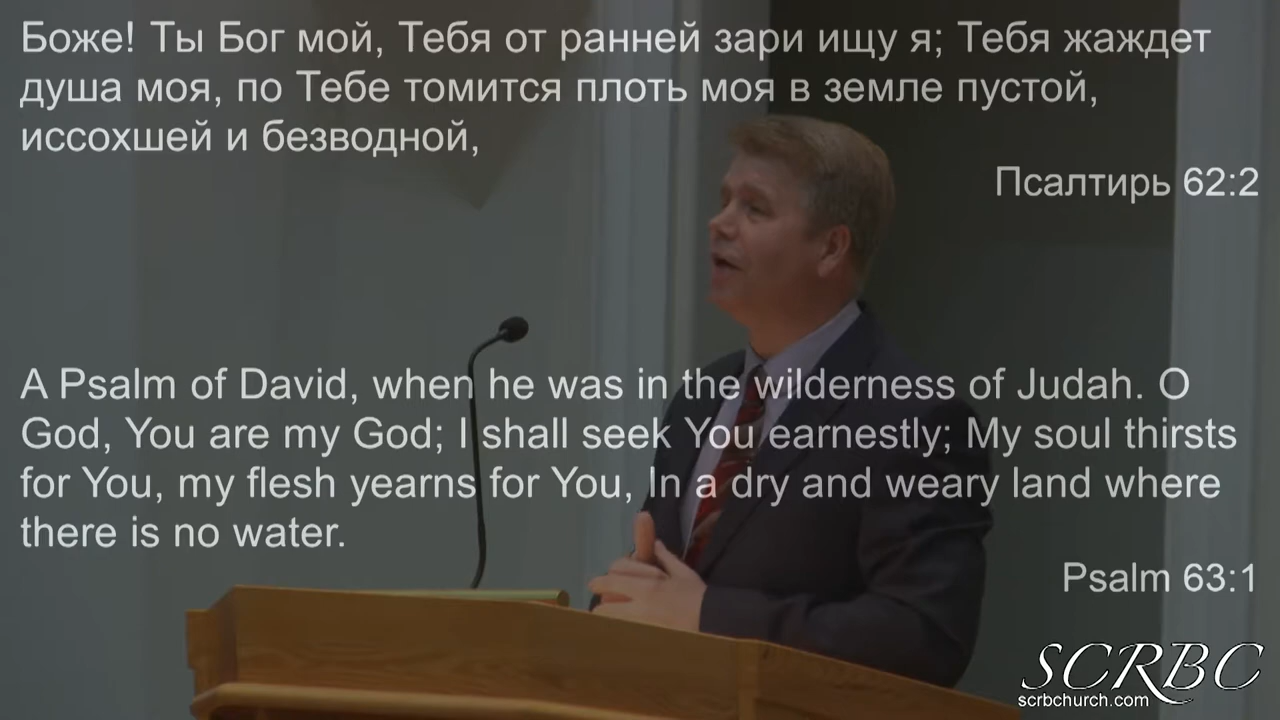 Боже! Ты Бог мой, Тебя от ранней зари ищу я; Тебя жаждет
душа моя, по Тебе томится плоть моя в земле пустой,
иссохшей и безводной,
Псалтирь 62:2
A Psalm of David, when he was in the wilderness of Judah. O
God, You are my God; I shall seek You earnestly; My soul thirsts
for You, my flesh yearns for You, In a dry and weary land where
there is no water.
Psalm 63:1
SCRBC
scrbchurch.com